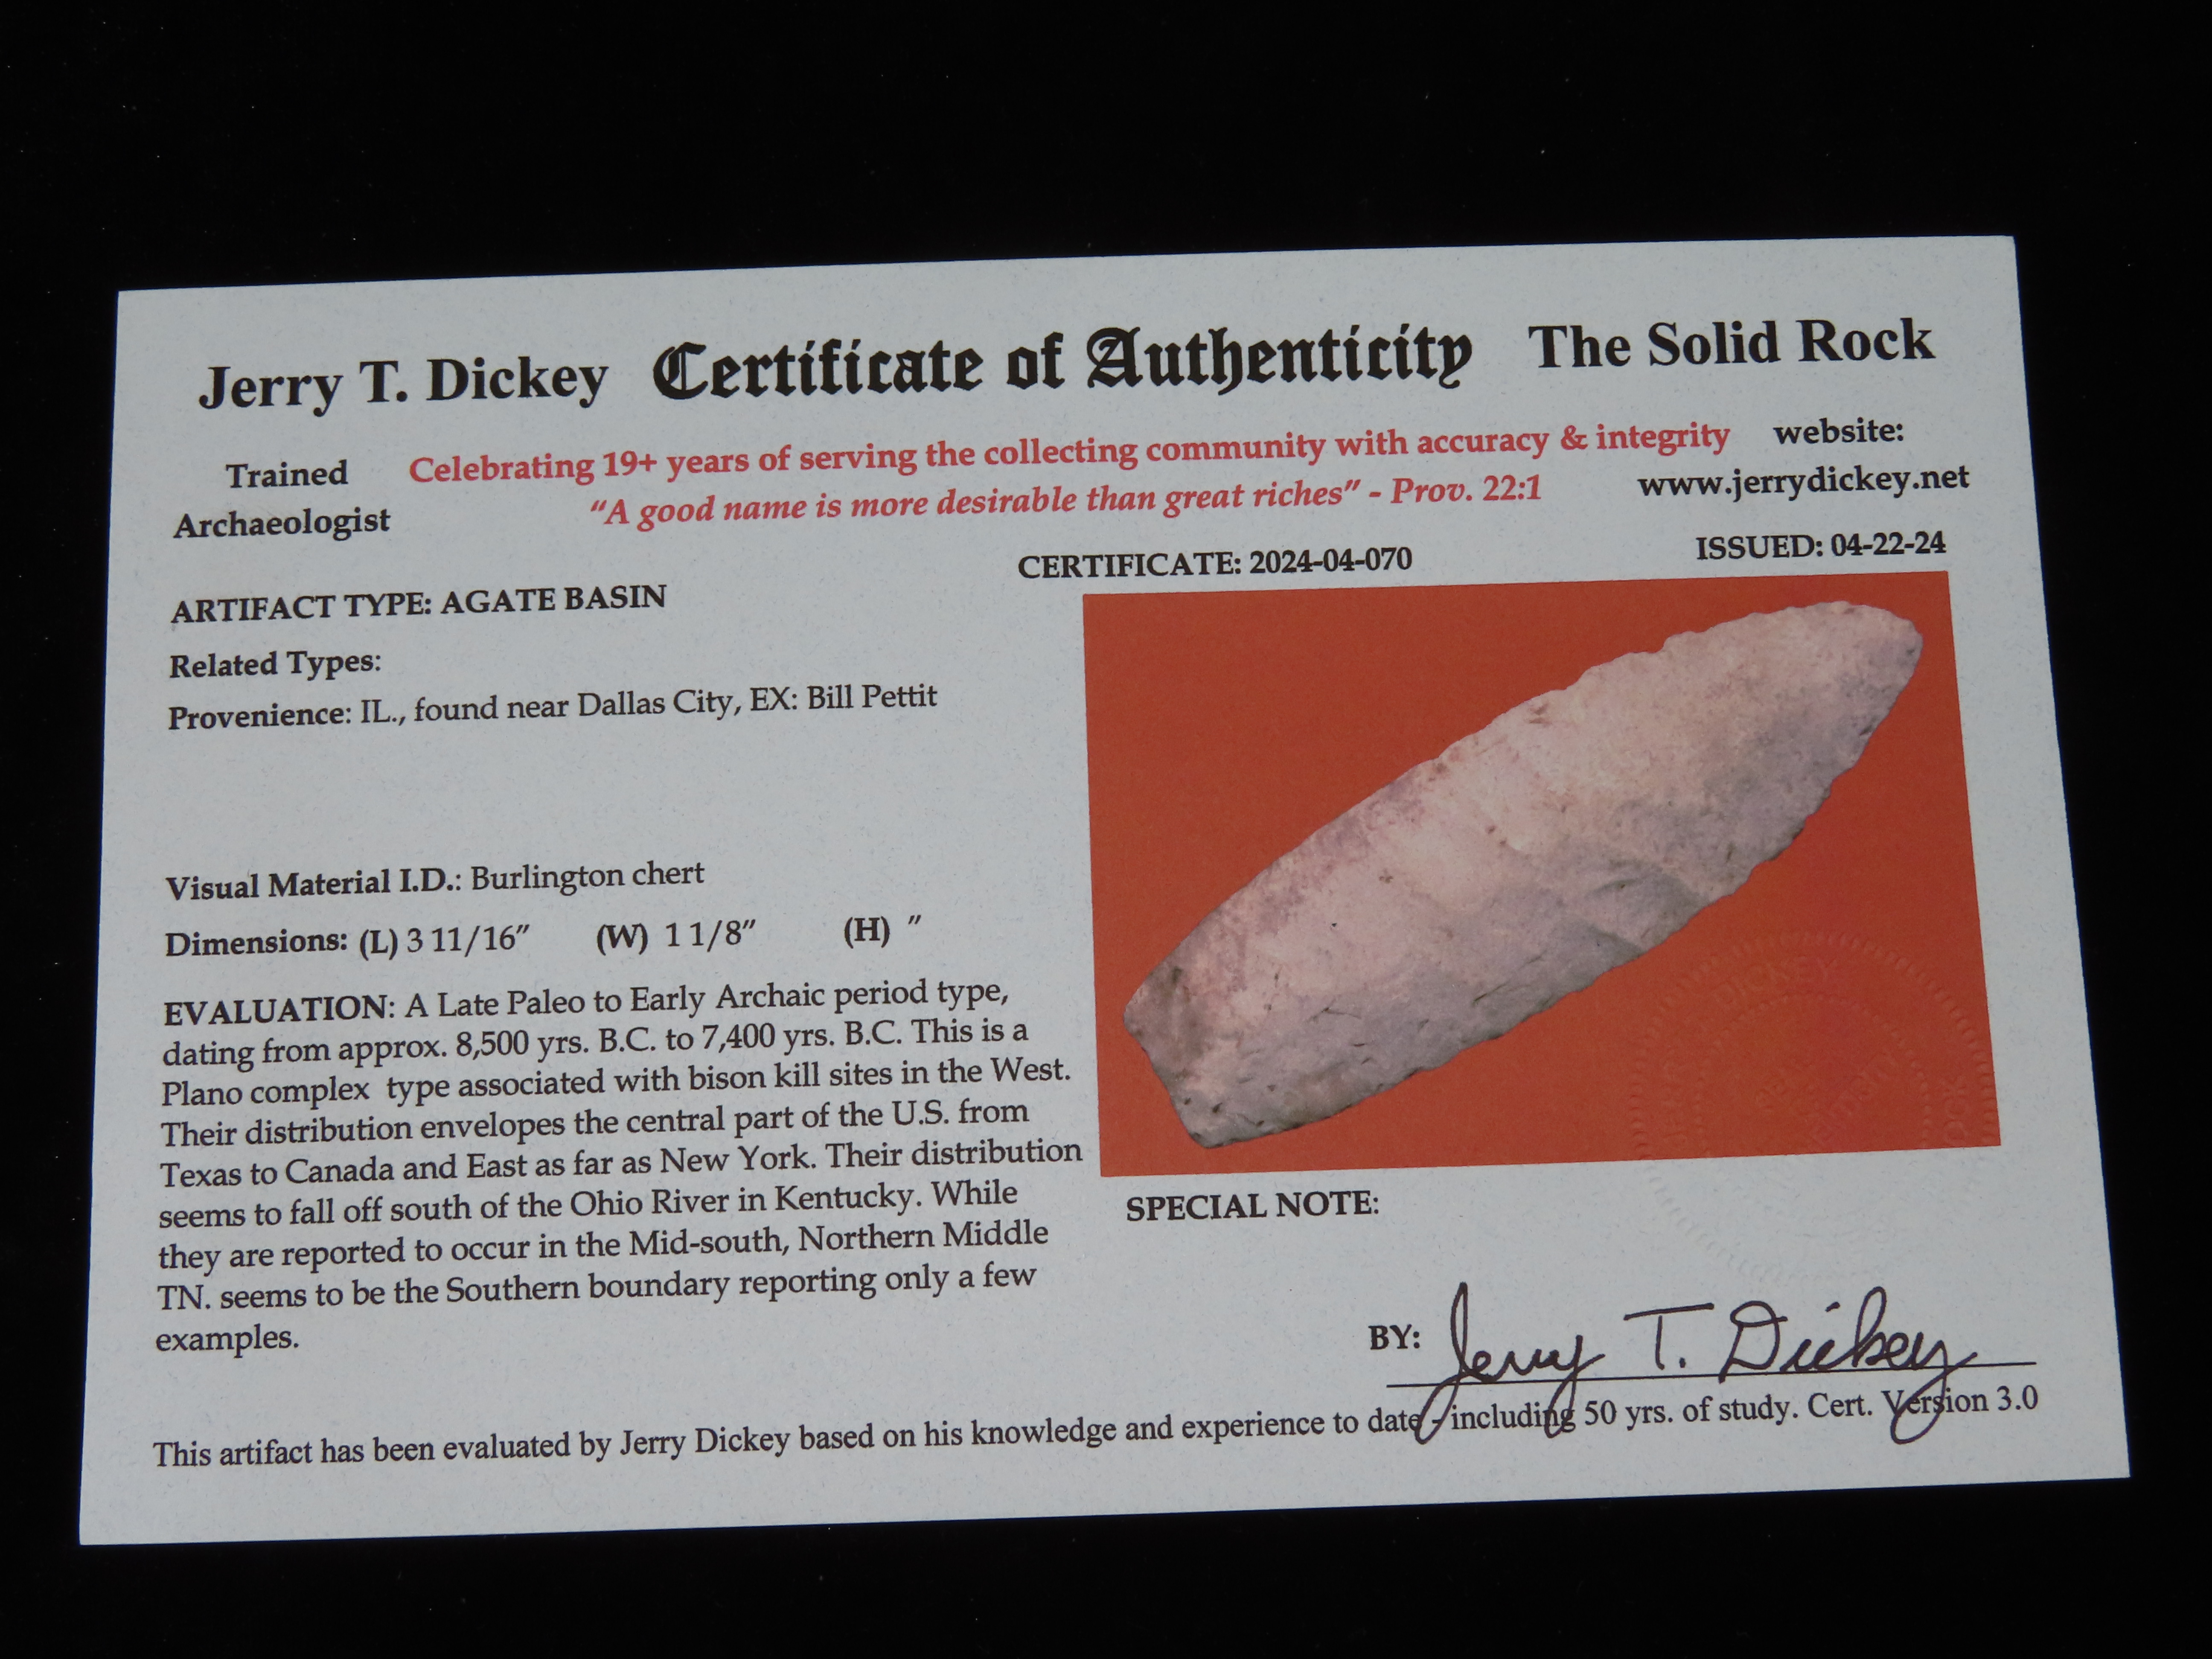 Jerry T. Dickey Certificate of Authenticity The Solid Rock
Trained
Archaeologist
Celebrating 19+ years of serving the collecting community with accuracy & integrity
"A good name is more desirable than great riches" - Prov. 22:1
website:
www.jerrydickey.net
CERTIFICATE: 2024-04-070
ISSUED: 04-22-24
ARTIFACT TYPE: AGATE BASIN
Related Types:
Provenience: IL., found near Dallas City, EX: Bill Pettit
Visual Material I.D.: Burlington chert
Dimensions: (L) 3 11/16" (W) 1 1/8" (H) "
EVALUATION: A Late Paleo to Early Archaic period type,
dating from approx. 8,500 yrs. B.C. to 7,400 yrs. B.C. This is a
Plano complex type associated with bison kill sites in the West.
Their distribution envelopes the central part of the U.S. from
Texas to Canada and East as far as New York. Their distribution
seems to fall off south of the Ohio River in Kentucky. While
they are reported to occur in the Mid-south, Northern Middle
TN. seems to be the Southern boundary reporting only a few
examples.
DICKEY
SPECIAL NOTE:
BY: Jerry T. Dickey
This artifact has been evaluated by Jerry Dickey based on his knowledge and experience to date - including 50 yrs. of study. Cert. Version 3.0